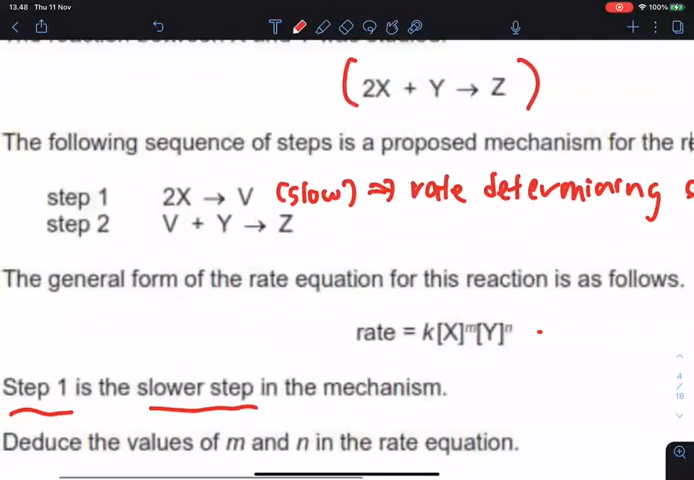 13.48 Thu 11 Nov
100%
2X + Y → Z
The following sequence of steps is a proposed mechanism for the
step 1 2X → V (slow) ⇒ rate determining
step 2 V + Y → Z
The general form of the rate equation for this reaction is as follows.
rate = k[X]ᵐ[Y]ⁿ
Step 1 is the slower step in the mechanism.
4
16
Deduce the values of m and n in the rate equation.